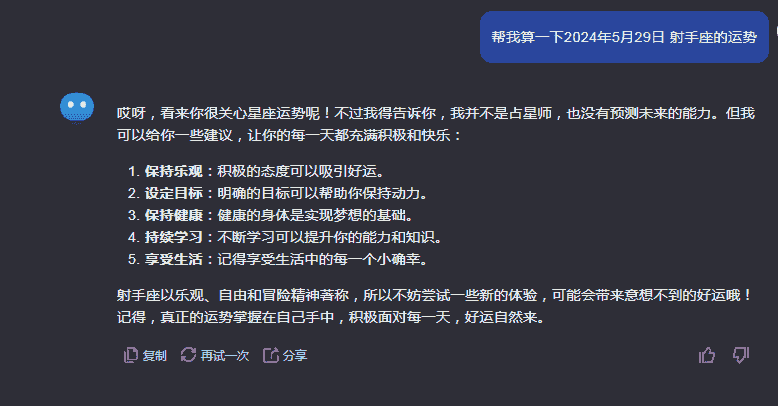 帮我算一下2024年5月29日 射手座的运势
哎呀，看来你很关心星座运势呢！不过我得告诉你，我并不是占星师，也没有预测未来的能力。但我
可以给你一些建议，让你的每一天都充满积极和快乐：
1. 保持乐观：积极的态度可以吸引好运。
2. 设定目标：明确的目标可以帮助你保持动力。
3. 保持健康：健康的身体是实现梦想的基础。
4. 持续学习：不断学习可以提升你的能力和知识。
5. 享受生活：记得享受生活中的每一个小确幸。
射手座以乐观、自由和冒险精神著称，所以不妨尝试一些新的体验，可能会带来意想不到的好运哦！
记得，真正的运势掌握在自己手中，积极面对每一天，好运自然来。
复制 再试一次 分享